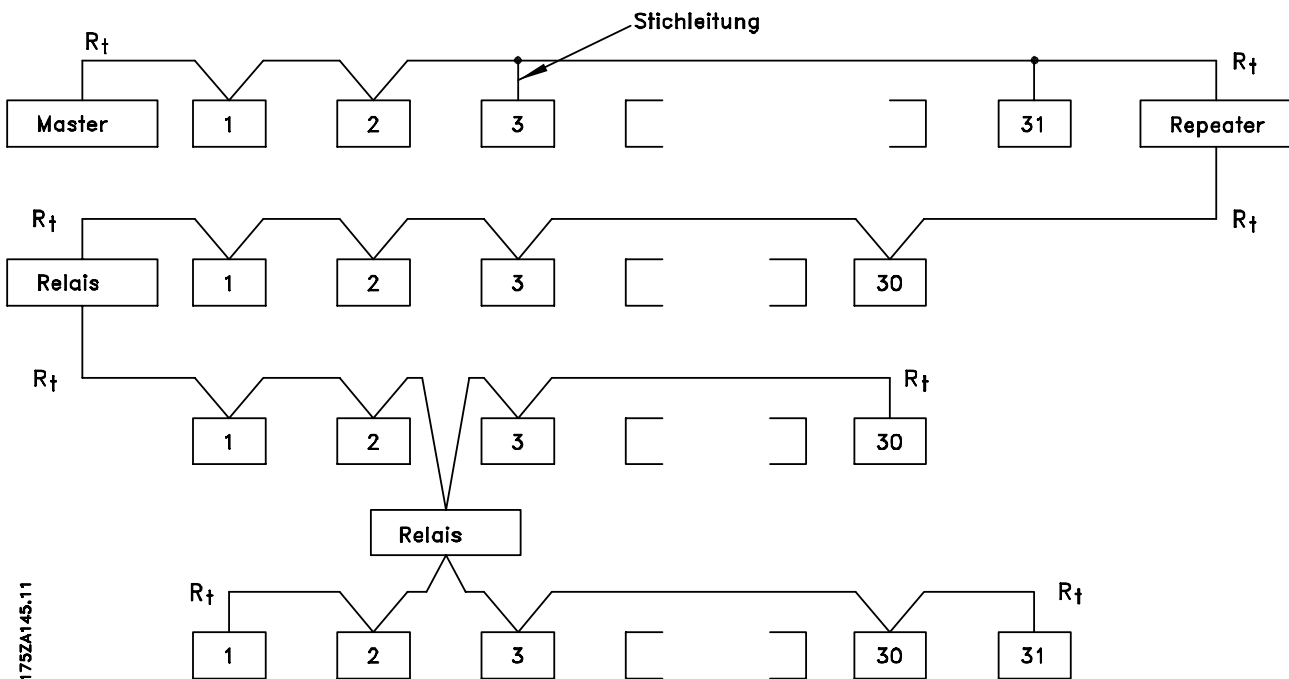 Stichleitung
Rt Rt
Master 1 2 3 31 Repeater
Rt Rt
Relais 1 2 3 30
Rt Rt
1 2 3 30
Relais
Rt Rt
1 2 3 30 31
175ZA145.11